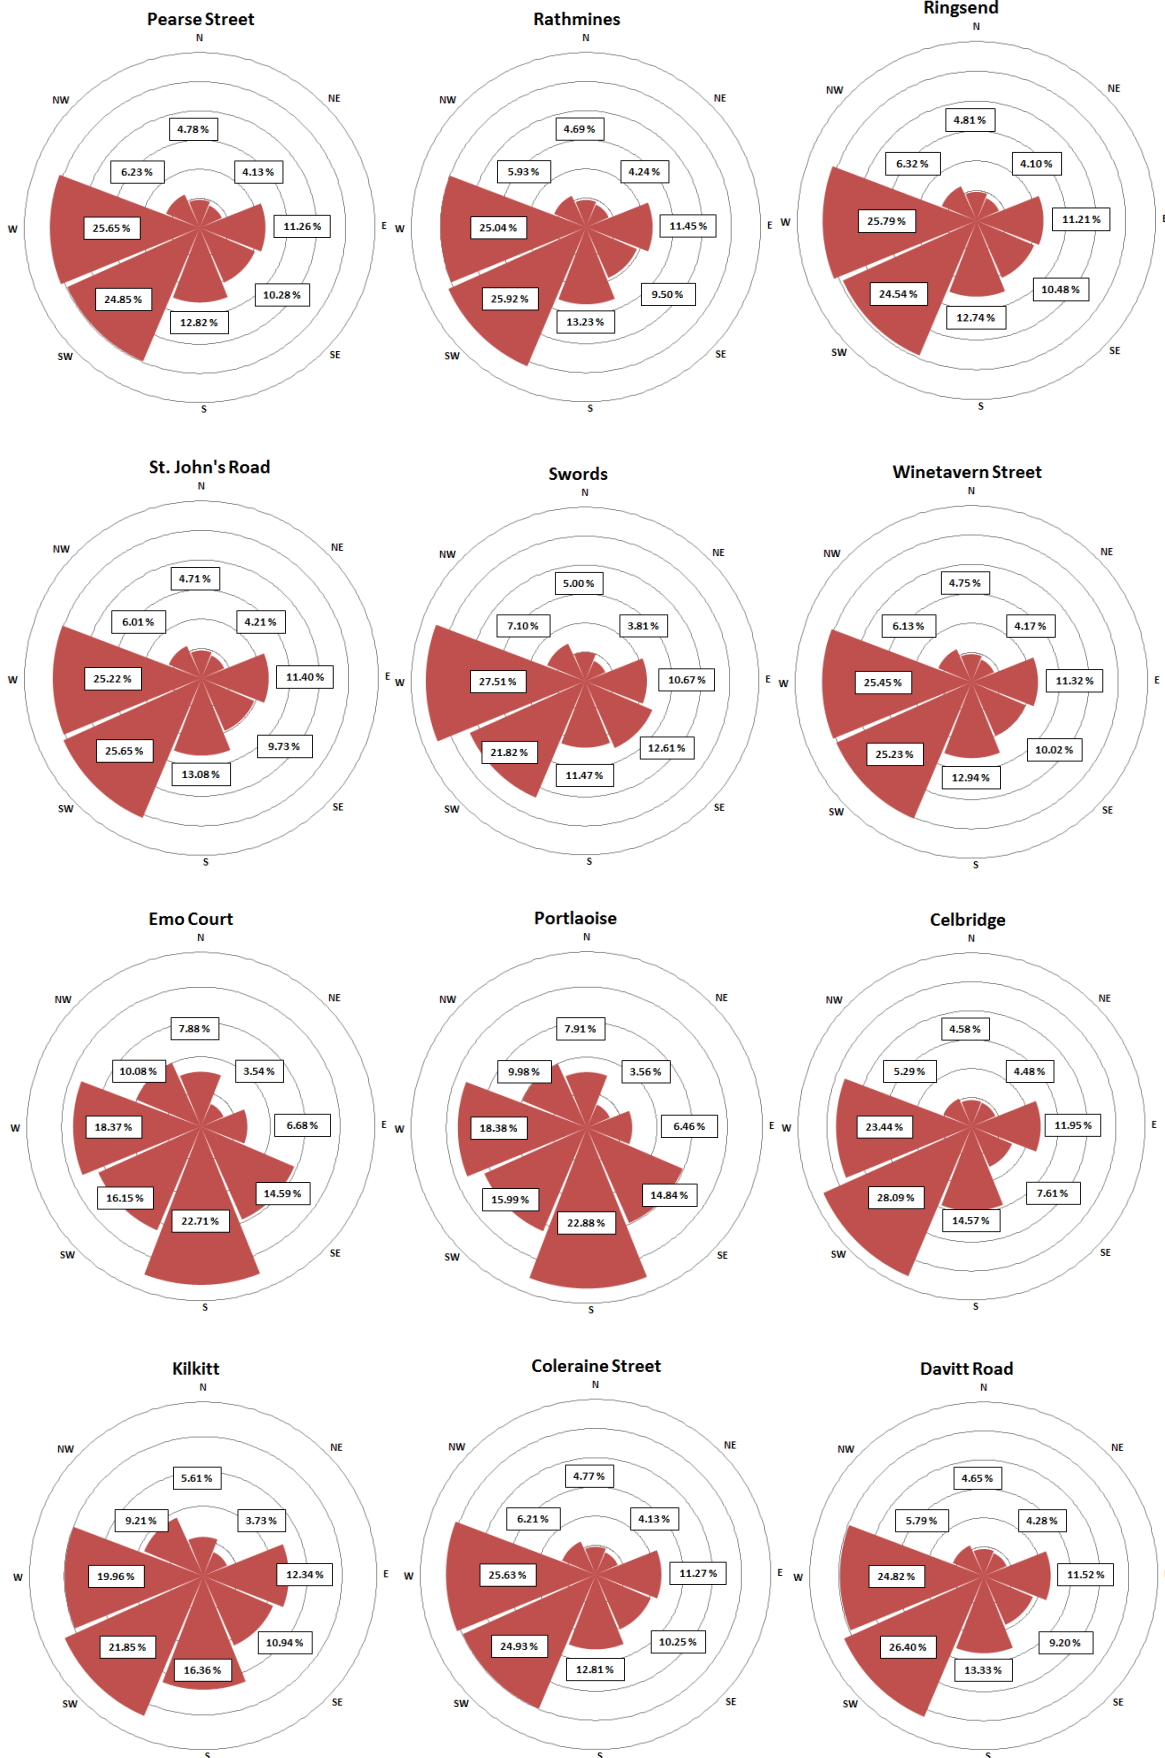 Pearse Street
N
NW
NE
4.78 %
6.23 %
4.13 %
W
25.65 %
11.26 %
E
24.85 %
10.28 %
12.82 %
SW
SE
S
Rathmines
N
NW
NE
4.69 %
5.93 %
4.24 %
W
25.04 %
11.45 %
E
25.92 %
9.50 %
13.23 %
SW
SE
S
Ringsend
N
NW
NE
4.81 %
6.32 %
4.10 %
W
25.79 %
11.21 %
E
24.54 %
10.48 %
12.74 %
SW
SE
S
St. John's Road
N
NW
NE
4.71 %
6.01 %
4.21 %
W
25.22 %
11.40 %
E
25.65 %
9.73 %
13.08 %
SW
SE
S
Swords
N
NW
NE
5.00 %
7.10 %
3.81 %
W
27.51 %
10.67 %
E
21.82 %
12.61 %
11.47 %
SW
SE
S
Winetavern Street
N
NW
NE
4.75 %
6.13 %
4.17 %
W
25.45 %
11.32 %
E
25.23 %
10.02 %
12.94 %
SW
SE
S
Emo Court
N
NW
NE
7.88 %
10.08 %
3.54 %
W
18.37 %
6.68 %
E
16.15 %
14.59 %
22.71 %
SW
SE
S
Portlaoise
N
NW
NE
7.91 %
9.98 %
3.56 %
W
18.38 %
6.46 %
E
15.99 %
14.84 %
22.88 %
SW
SE
S
Celbridge
N
NW
NE
4.58 %
5.29 %
4.48 %
W
23.44 %
11.95 %
E
28.09 %
7.61 %
14.57 %
SW
SE
S
Kilkitt
N
NW
NE
5.61 %
9.21 %
3.73 %
W
19.96 %
12.34 %
E
21.85 %
10.94 %
16.36 %
SW
SE
S
Coleraine Street
N
NW
NE
4.77 %
6.21 %
4.13 %
W
25.63 %
11.27 %
E
24.93 %
10.25 %
12.81 %
SW
SE
S
Davitt Road
N
NW
NE
4.65 %
5.79 %
4.28 %
W
24.82 %
11.52 %
26.40 %
9.20 %
13.33 %
SW
SE
S